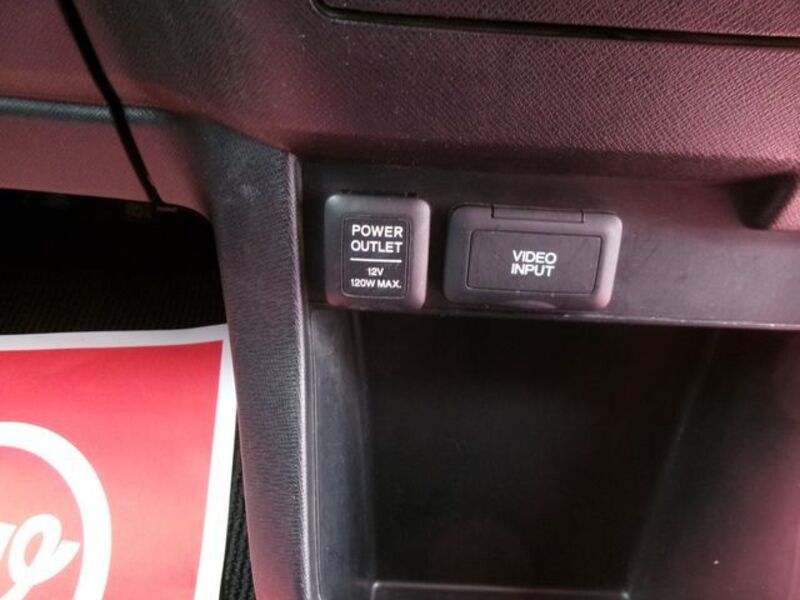 POWER
OUTLET
12V
120W MAX.
VIDEO
INPUT